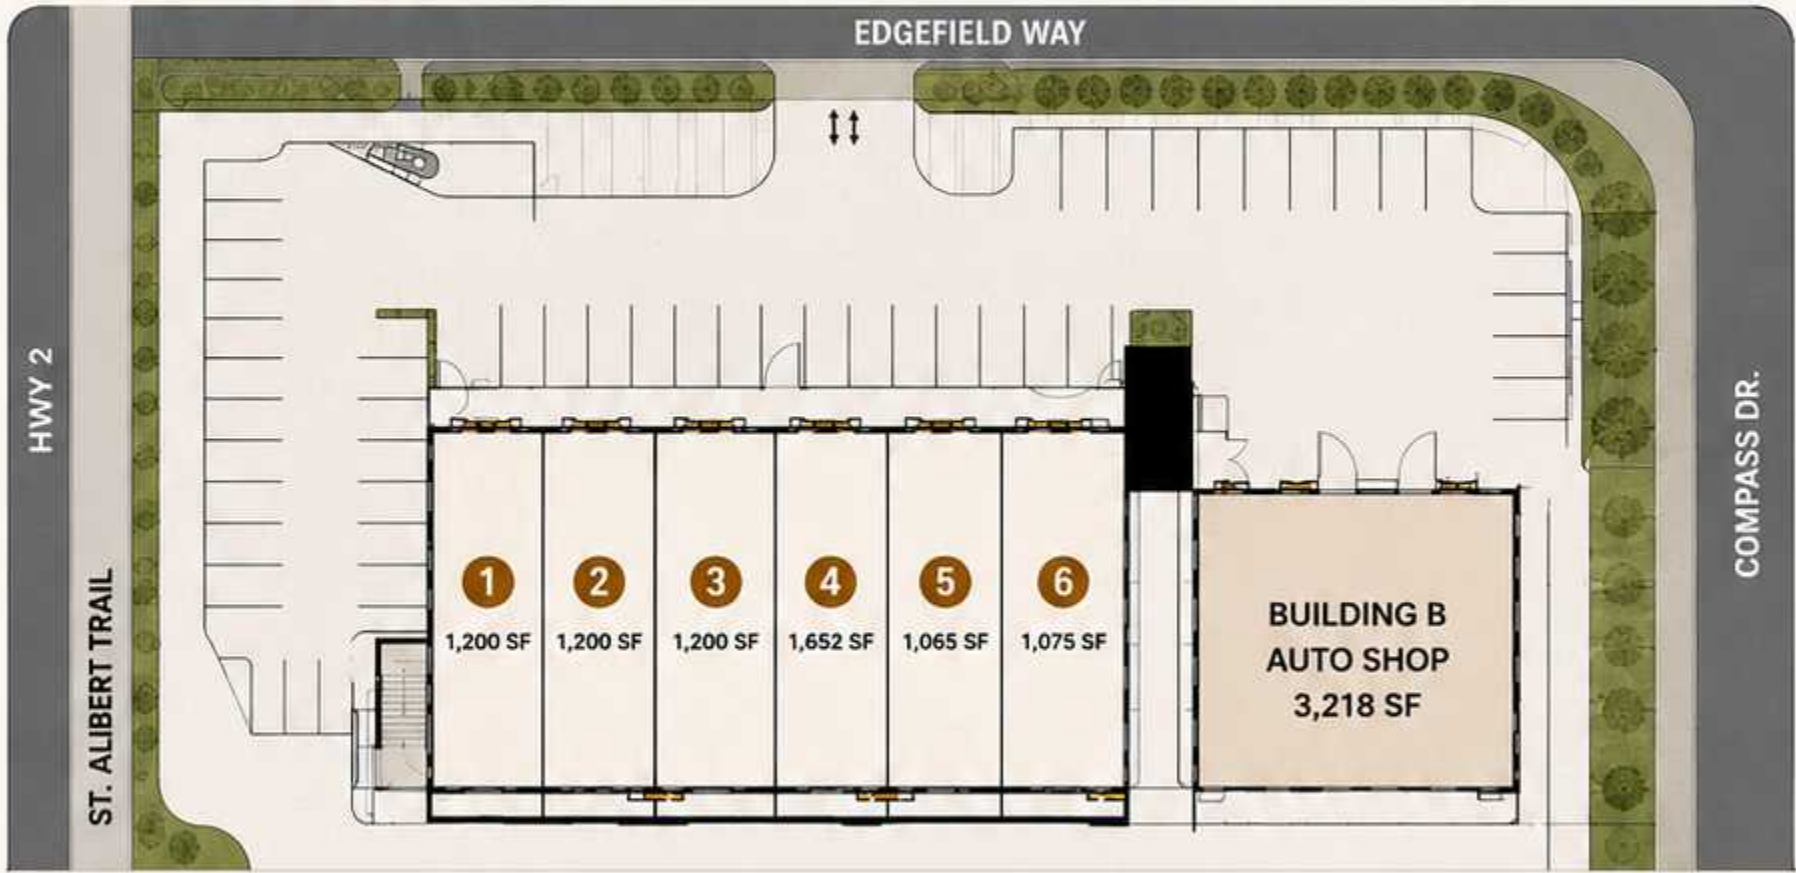 EDGEFIELD WAY
HWY 2
ST. ALIBERT TRAIL
COMPASS DR.
1
1,200 SF
2
1,200 SF
3
1,200 SF
4
1,652 SF
5
1,065 SF
6
1,075 SF
BUILDING B
AUTO SHOP
3,218 SF